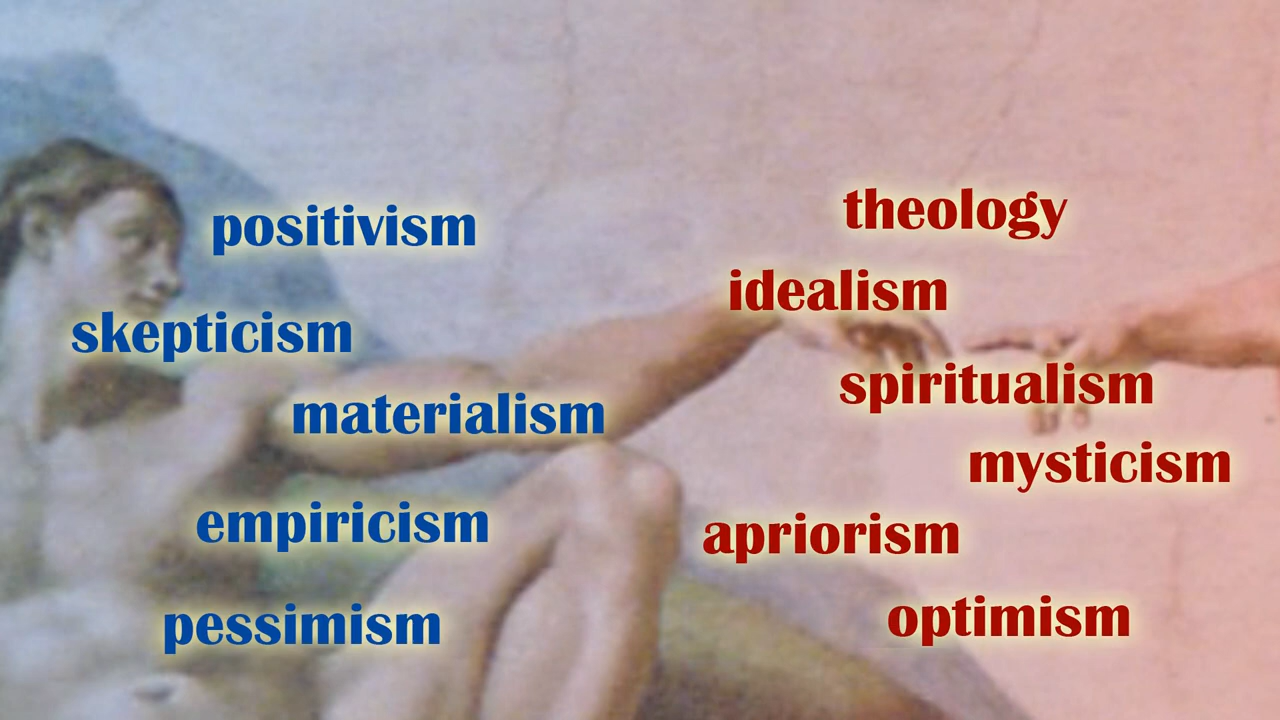 positivism
skepticism
materialism
empiricism
pessimism
theology
idealism
spiritualism
mysticism
apriorism
optimism